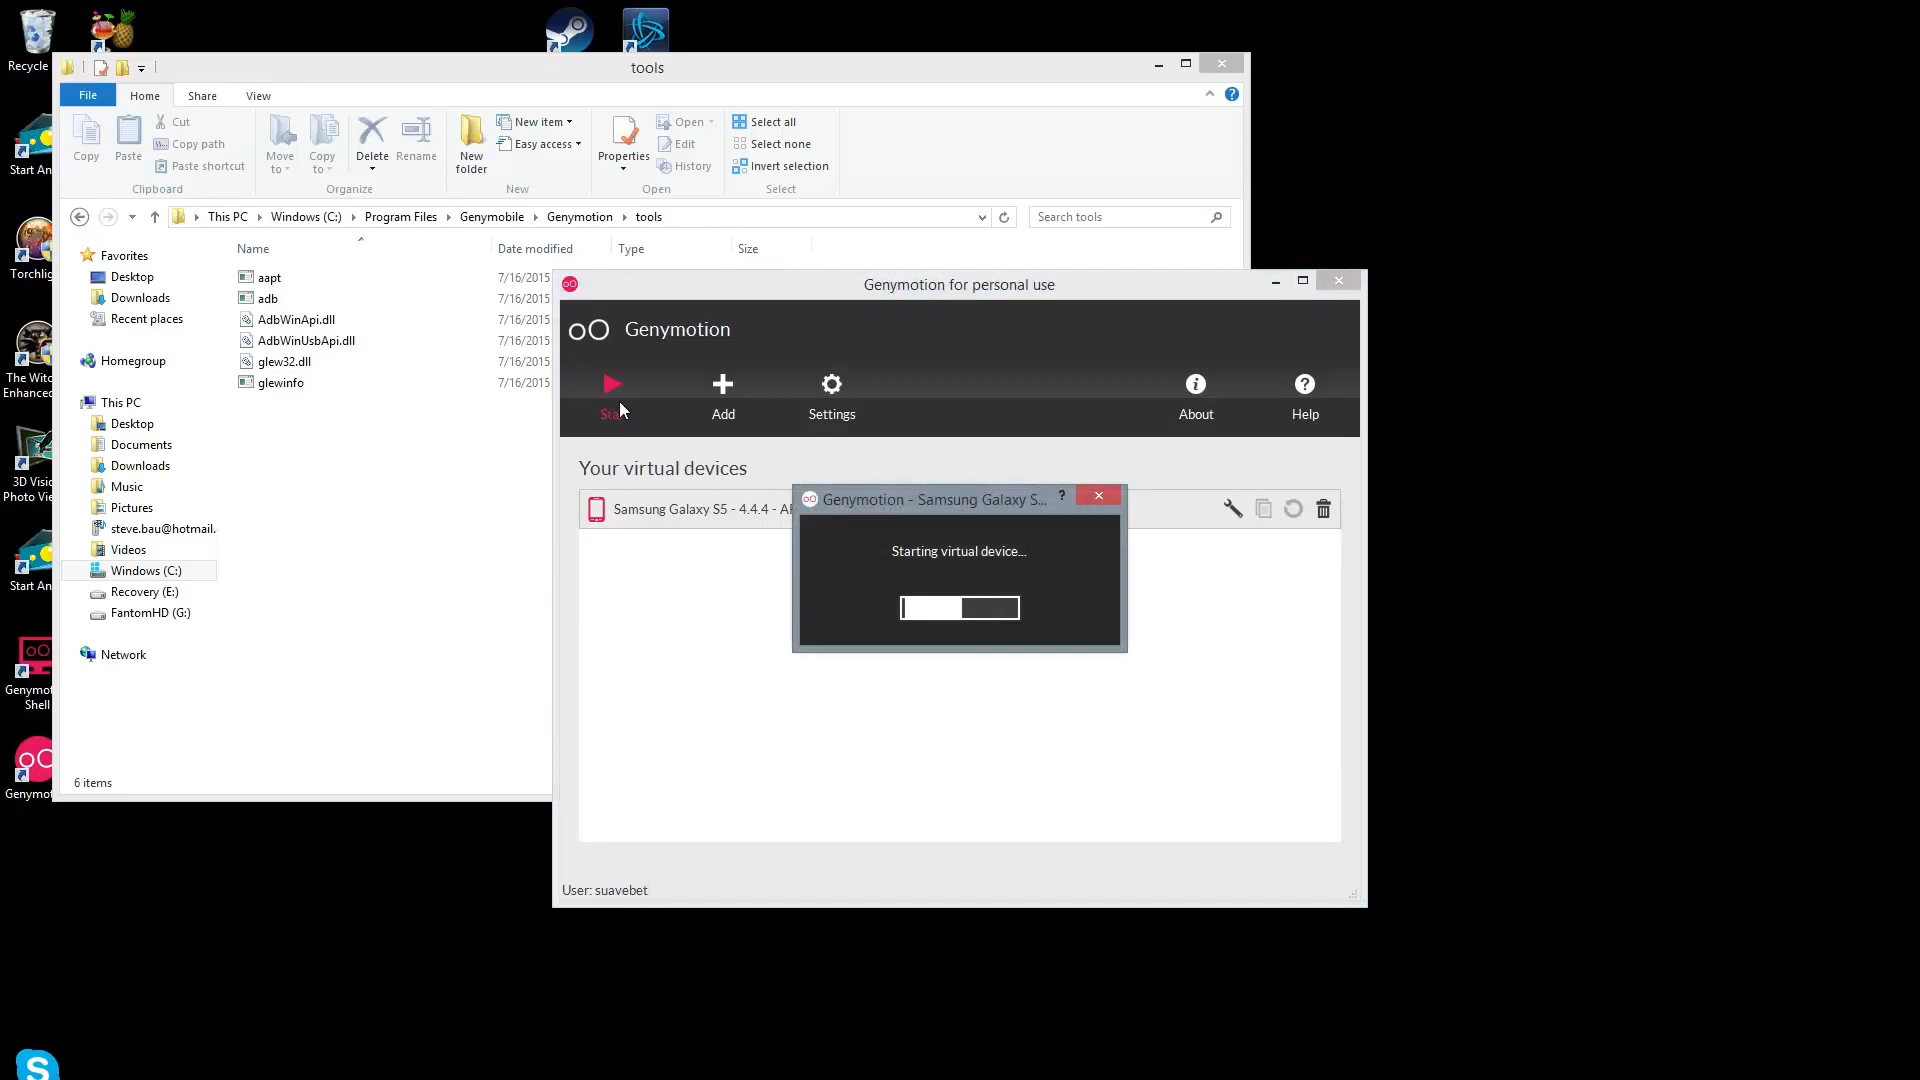 Recycle
tools
File
Home
Share
View
Copy
Paste
Cut
Copy path
Paste shortcut
Clipboard
Move
to
Copy
to
Delete
Rename
Organize
New
folder
New item
Easy access
New
Properties
Open
Edit
History
Open
Select all
Select none
Invert selection
Select
Start An
Torchlig
The Witc
Enhanced
3D Visio
Photo Vie
Start An
Genymot
Shell
Genymot
This PC
Windows (C:)
Program Files
Genymobile
Genymotion
tools
Search tools
Favorites
Desktop
Downloads
Recent places
Homegroup
This PC
Desktop
Documents
Downloads
Music
Pictures
steve.bau@hotmail.
Videos
Windows (C:)
Recovery (E:)
FantomHD (G:)
Network
Name
Date modified
Type
Size
aapt
7/16/2015
adb
7/16/2015
AdbWinApi.dll
7/16/2015
AdbWinUsbApi.dll
7/16/2015
glew32.dll
7/16/2015
glewinfo
7/16/2015
6 items
Genymotion for personal use
Genymotion
Add
Settings
About
Help
Your virtual devices
Samsung Galaxy S5 - 4.4.4 - AP
Genymotion - Samsung Galaxy S...
Starting virtual device...
User: suavebet